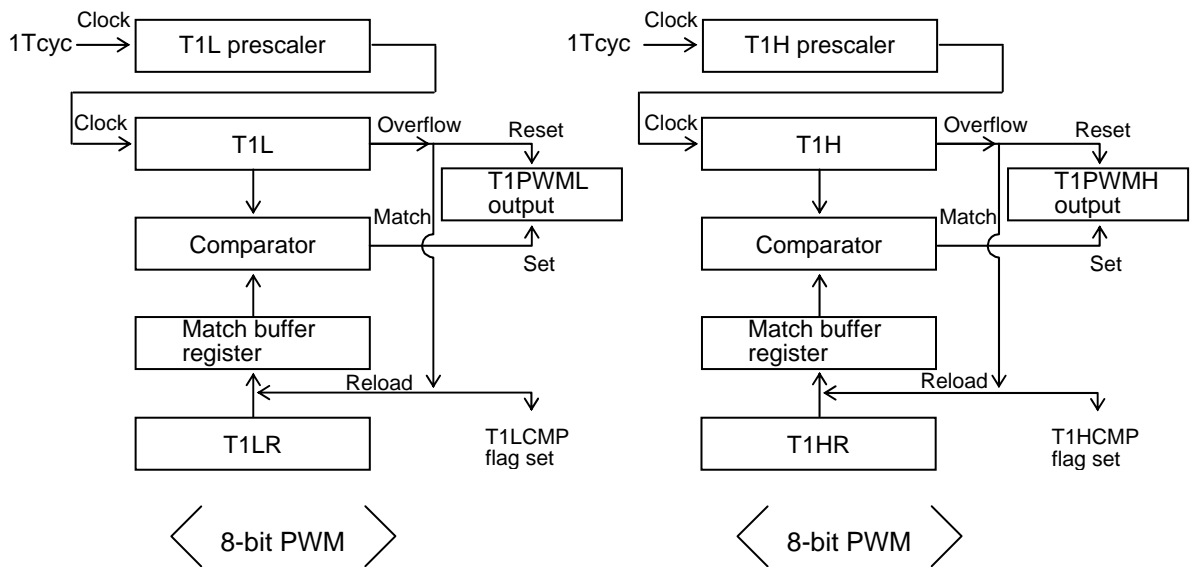 Clock
1Tcyc
T1L prescaler
Clock
T1L
Overflow
Reset
T1PWML
output
Comparator
Match
Set
Match buffer
register
Reload
T1LR
T1LCMP
flag set
8-bit PWM
Clock
1Tcyc
T1H prescaler
Clock
T1H
Overflow
Reset
T1PWMH
output
Comparator
Match
Set
Match buffer
register
Reload
T1HR
T1HCMP
flag set
8-bit PWM